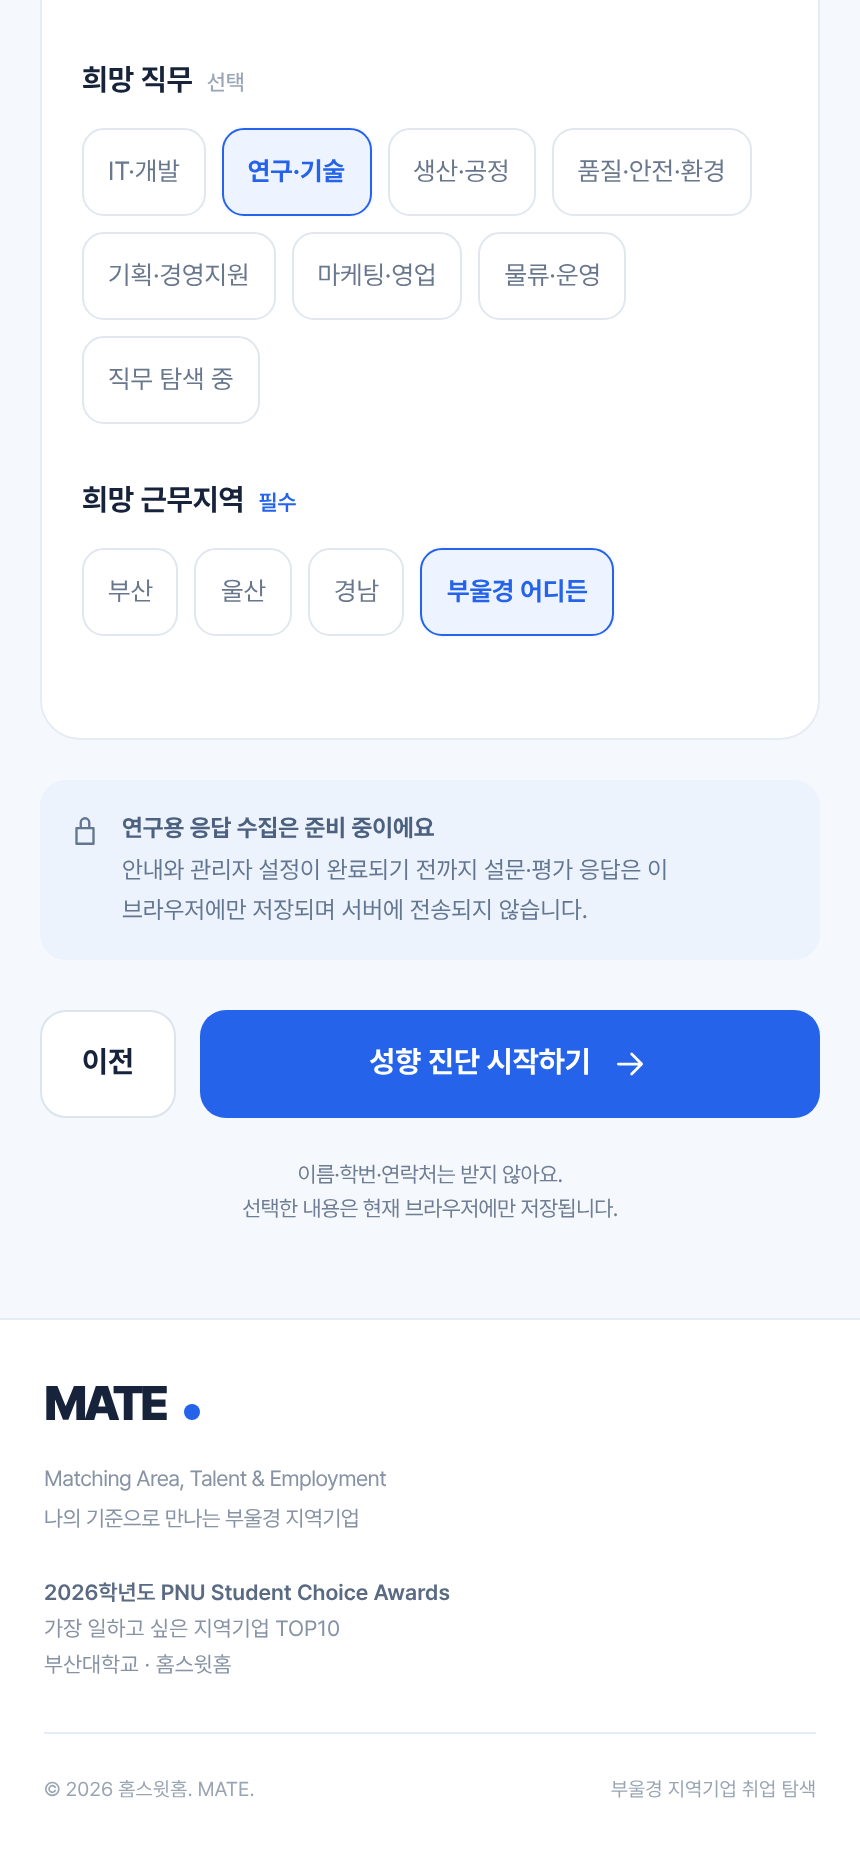 희망 직무 선택
IT·개발 연구·기술 생산·공정 품질·안전·환경
기획·경영지원 마케팅·영업 물류·운영
직무 탐색 중
희망 근무지역 필수
부산 울산 경남 부울경 어디든
연구용 응답 수집은 준비 중이에요
안내와 관리자 설정이 완료되기 전까지 설문·평가 응답은 이
브라우저에만 저장되며 서버에 전송되지 않습니다.
이전 성향 진단 시작하기 →
이름·학번·연락처는 받지 않아요.
선택한 내용은 현재 브라우저에만 저장됩니다.
MATE
Matching Area, Talent & Employment
나의 기준으로 만나는 부울경 지역기업
2026학년도 PNU Student Choice Awards
가장 일하고 싶은 지역기업 TOP10
부산대학교 · 홈스윗홈
© 2026 홈스윗홈. MATE. 부울경 지역기업 취업 탐색